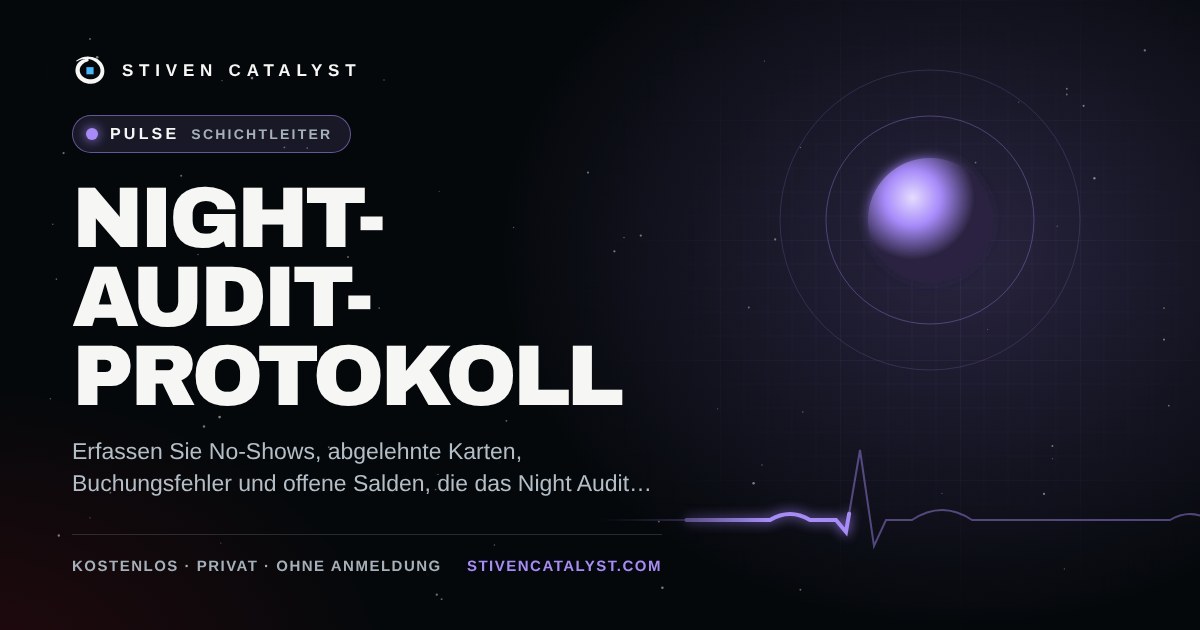 STIVEN CATALYST
PULSE SCHICHTLEITER
NIGHT-
AUDIT-
PROTOKOLL
Erfassen Sie No-Shows, abgelehnte Karten,
Buchungsfehler und offene Salden, die das Night Audit…
KOSTENLOS · PRIVAT · OHNE ANMELDUNG STIVENCATALYST.COM